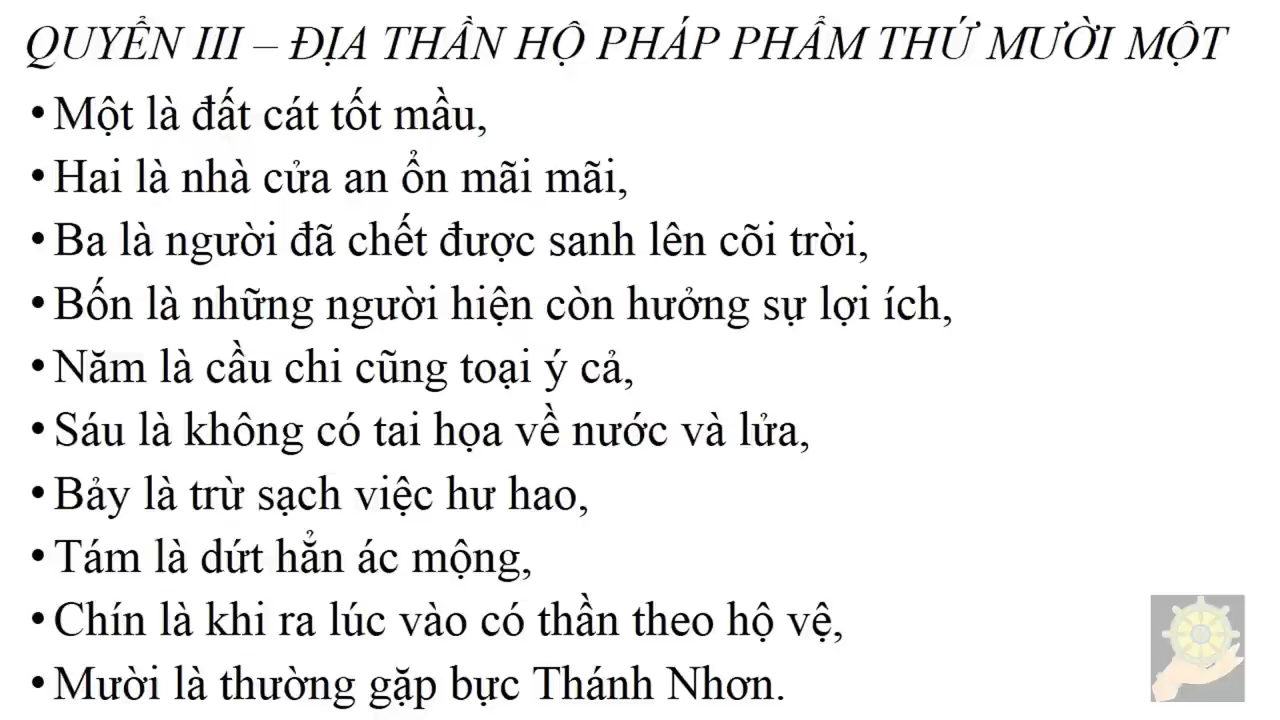 QUYỂN III – ĐỊA THẦN HỘ PHÁP PHẨM THỨ MƯỜI MỘT
• Một là đất cát tốt mầu,
• Hai là nhà cửa an ổn mãi mãi,
• Ba là người đã chết được sanh lên cõi trời,
• Bốn là những người hiện còn hưởng sự lợi ích,
• Năm là cầu chi cũng toại ý cả,
• Sáu là không có tai họa về nước và lửa,
• Bảy là trừ sạch việc hư hao,
• Tám là dứt hẳn ác mộng,
• Chín là khi ra lúc vào có thần theo hộ vệ,
• Mười là thường gặp bực Thánh Nhơn.